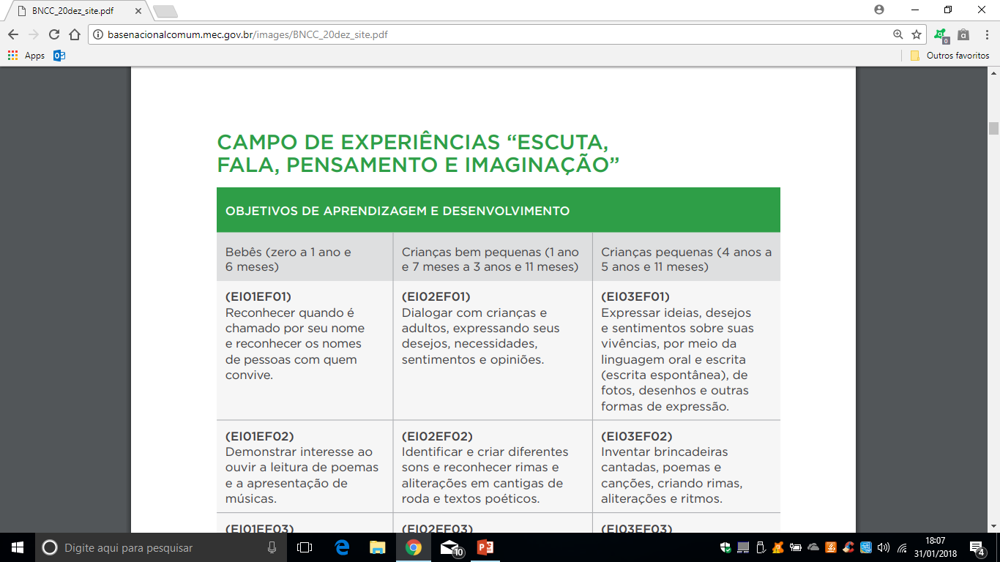 BNCC_20dez_site.pdf
basenacionalcomum.mec.gov.br/images/BNCC_20dez_site.pdf
0
Apps
Outros favoritos
CAMPO DE EXPERIÊNCIAS “ESCUTA,
FALA, PENSAMENTO E IMAGINAÇÃO”
OBJETIVOS DE APRENDIZAGEM E DESENVOLVIMENTO
Bebês (zero a 1 ano e
6 meses)
Crianças bem pequenas (1 ano
e 7 meses a 3 anos e 11 meses)
Crianças pequenas (4 anos a
5 anos e 11 meses)
(EI01EF01)
Reconhecer quando é
chamado por seu nome
e reconhecer os nomes
de pessoas com quem
convive.
(EI02EF01)
Dialogar com crianças e
adultos, expressando seus
desejos, necessidades,
sentimentos e opiniões.
(EI03EF01)
Expressar ideias, desejos
e sentimentos sobre suas
vivências, por meio da
linguagem oral e escrita
(escrita espontânea), de
fotos, desenhos e outras
formas de expressão.
(EI01EF02)
Demonstrar interesse ao
ouvir a leitura de poemas
e a apresentação de
músicas.
(EI02EF02)
Identificar e criar diferentes
sons e reconhecer rimas e
aliterações em cantigas de
roda e textos poéticos.
(EI03EF02)
Inventar brincadeiras
cantadas, poemas e
canções, criando rimas,
aliterações e ritmos.
(EI01EF03)
(EI02EF03)
(EI03EF03)
Digite aqui para pesquisar
10
18:07
31/01/2018
4